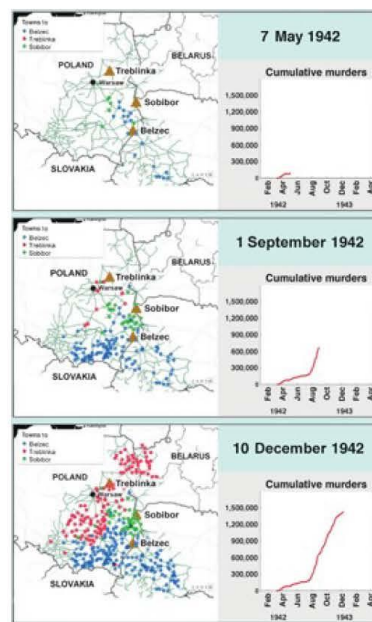 Towns to
Belzec
Treblinka
Sobibor
BELARUS
POLAND
Treblinka
Warsaw
Sobibor
Belzec
SLOVAKIA
7 May 1942
Cumulative murders
1,500,000
1,200,000
900,000
600,000
300,000
0
Feb Apr Jun Aug Oct Dec Feb Apr
1942 1943
Towns to
Belzec
Treblinka
Sobibor
BELARUS
POLAND
Treblinka
Warsaw
Sobibor
Belzec
SLOVAKIA
1 September 1942
Cumulative murders
1,500,000
1,200,000
900,000
600,000
300,000
0
Feb Apr Jun Aug Oct Dec Feb Apr
1942 1943
Towns to
Belzec
Treblinka
Sobibor
BELARUS
POLAND
Treblinka
Warsaw
Sobibor
Belzec
SLOVAKIA
10 December 1942
Cumulative murders
1,500,000
1,200,000
900,000
600,000
300,000
0
Feb Apr Jun Aug Oct Dec Feb Apr
1942 1943